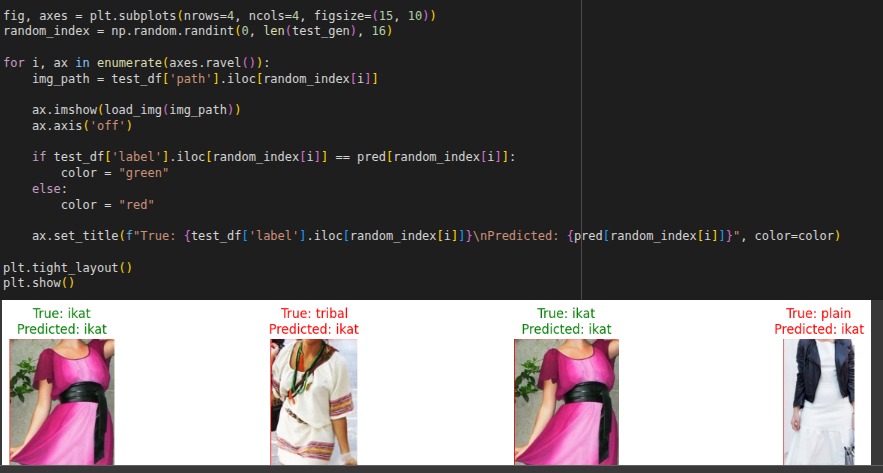 fig, axes = plt.subplots(nrows=4, ncols=4, figsize=(15, 10))
random_index = np.random.randint(0, len(test_gen), 16)
for i, ax in enumerate(axes.ravel()):
    img_path = test_df['path'].iloc[random_index[i]]
    ax.imshow(load_img(img_path))
    ax.axis('off')
    if test_df['label'].iloc[random_index[i]] == pred[random_index[i]]:
        color = "green"
    else:
        color = "red"
    ax.set_title(f"True: {test_df['label'].iloc[random_index[i]]}\nPredicted: {pred[random_index[i]]}", color=color)
plt.tight_layout()
plt.show()
True: ikat
Predicted: ikat
True: tribal
Predicted: ikat
True: ikat
Predicted: ikat
True: plain
Predicted: ikat